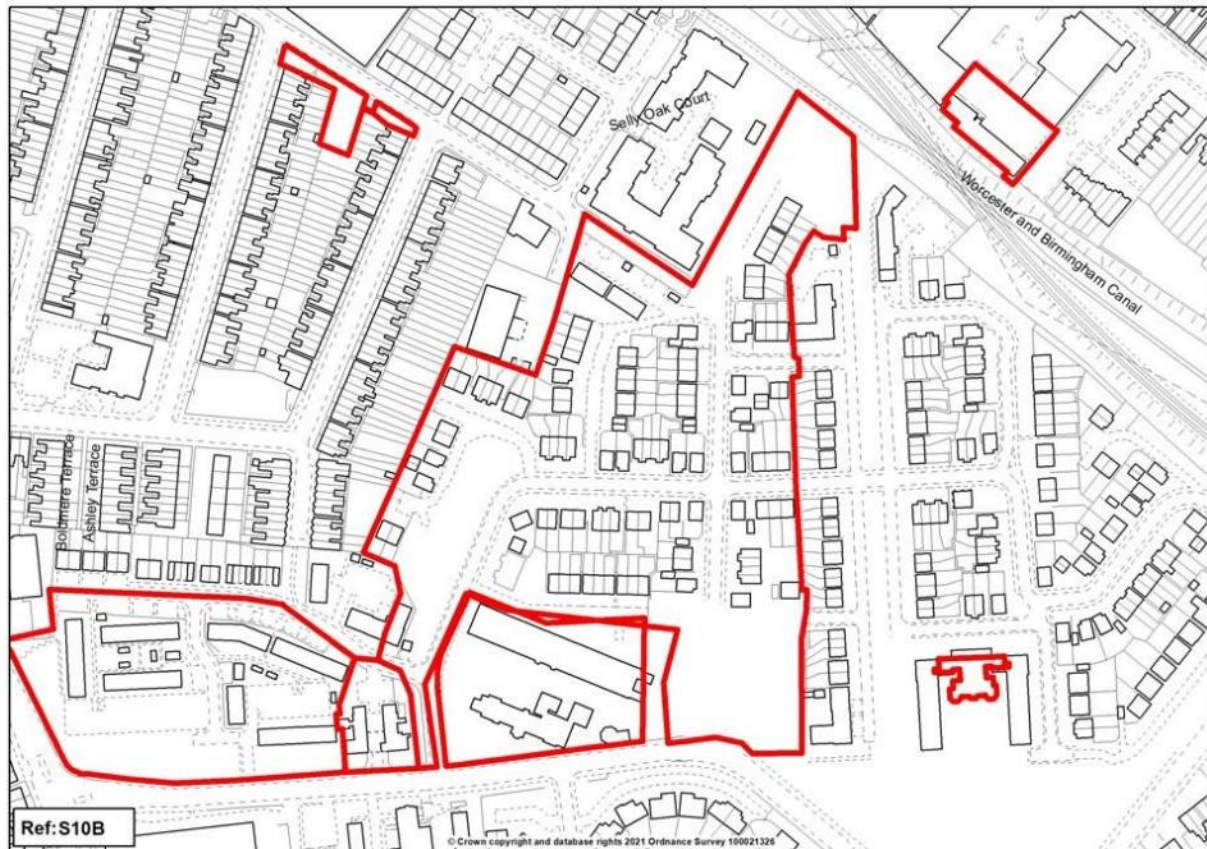 Selly Oak Court
Worcester and Birmingham Canal
Boldmere Terrace
Ashley Terrace
Ref:S10B
© Crown copyright and database rights 2021 Ordnance Survey 100021326